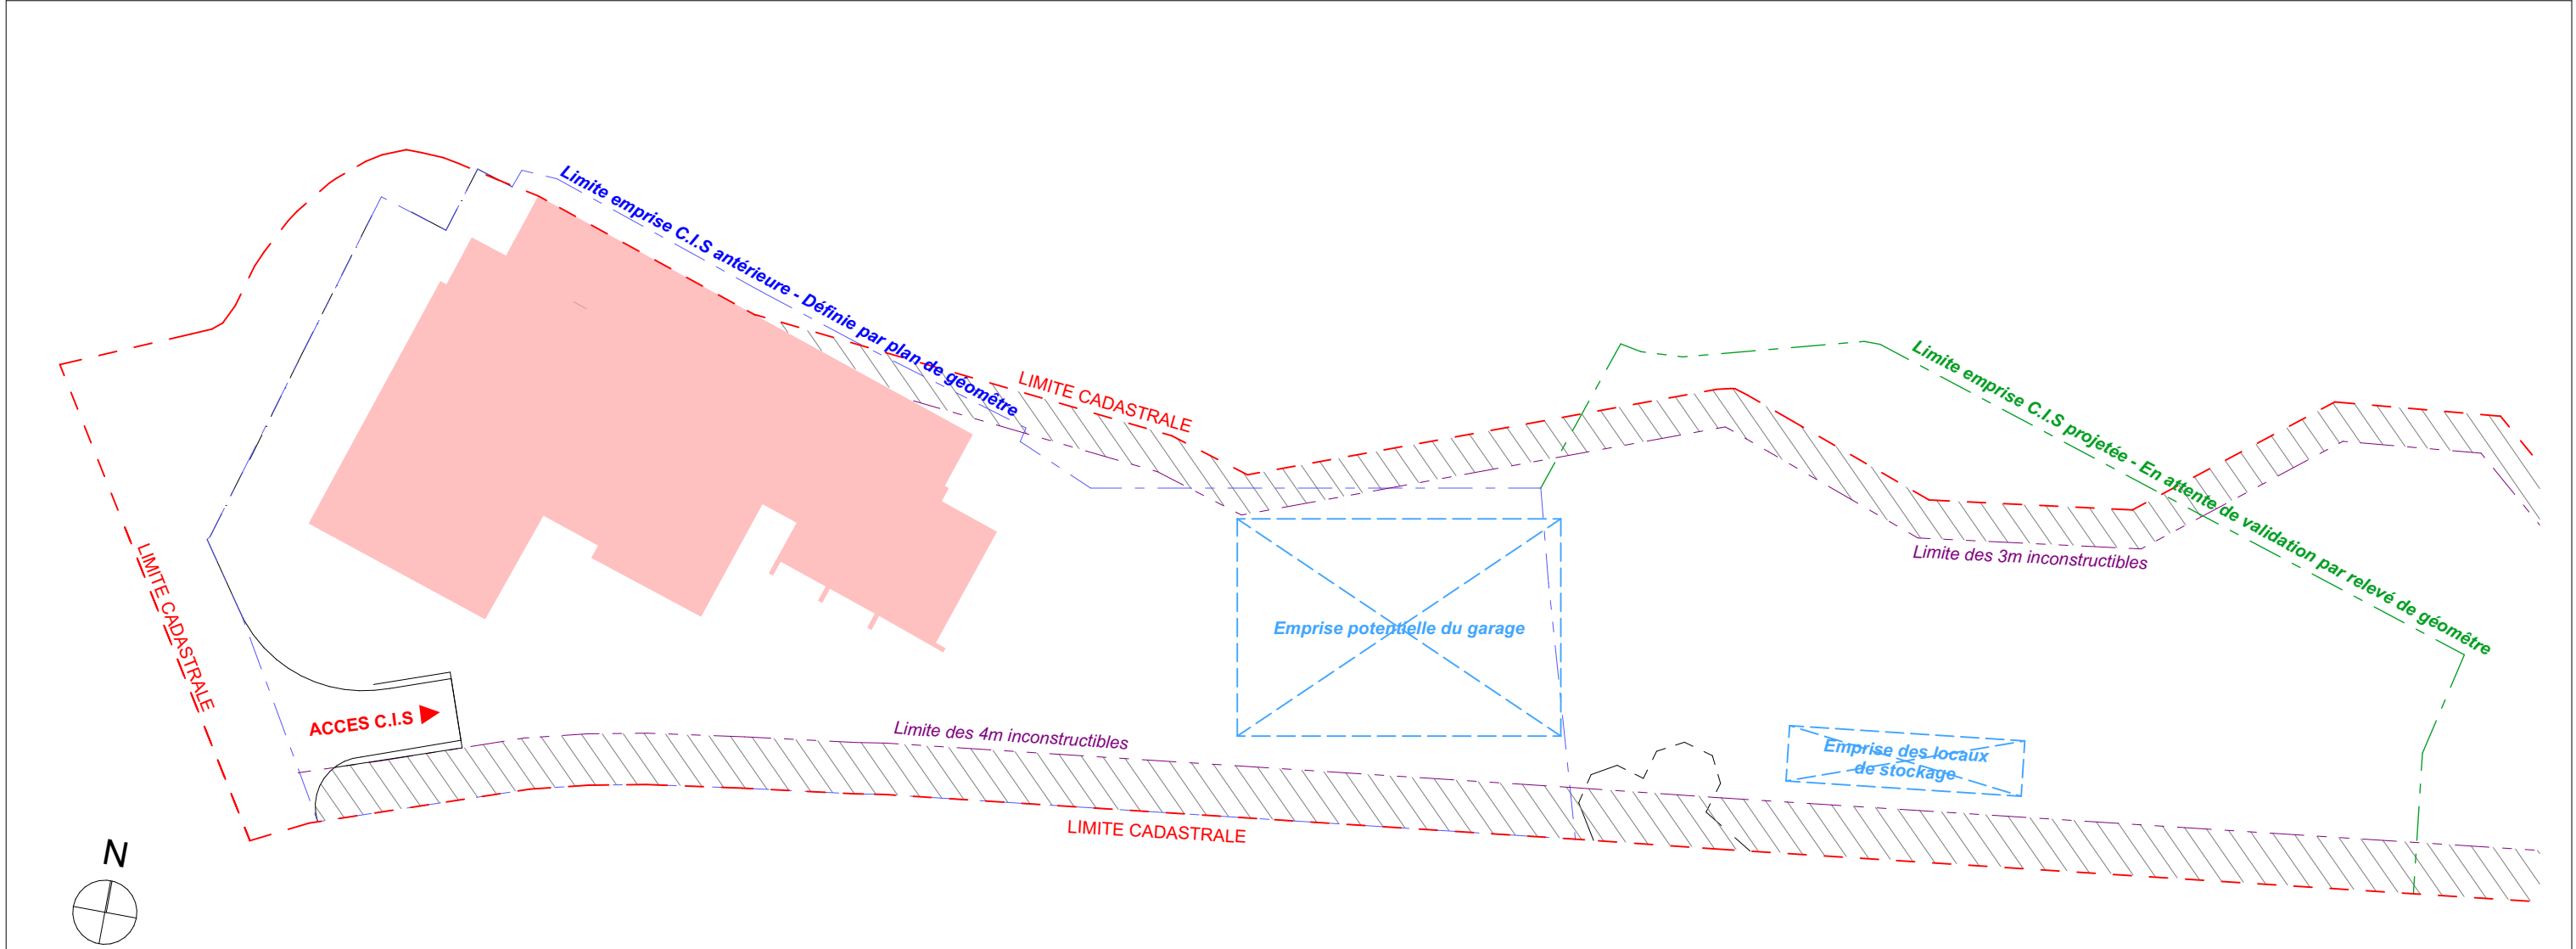 Limite emprise C.I.S antérieure - Définie par plan de géomêtre
LIMITE CADASTRALE
Limite emprise C.I.S projetée - En attente de validation par relevé de géomêtre
Limite des 3m inconstructibles
LIMITE CADASTRALE
Emprise potentielle du garage
ACCES C.I.S
Limite des 4m inconstructibles
Emprise des locaux
de stockage
LIMITE CADASTRALE
N